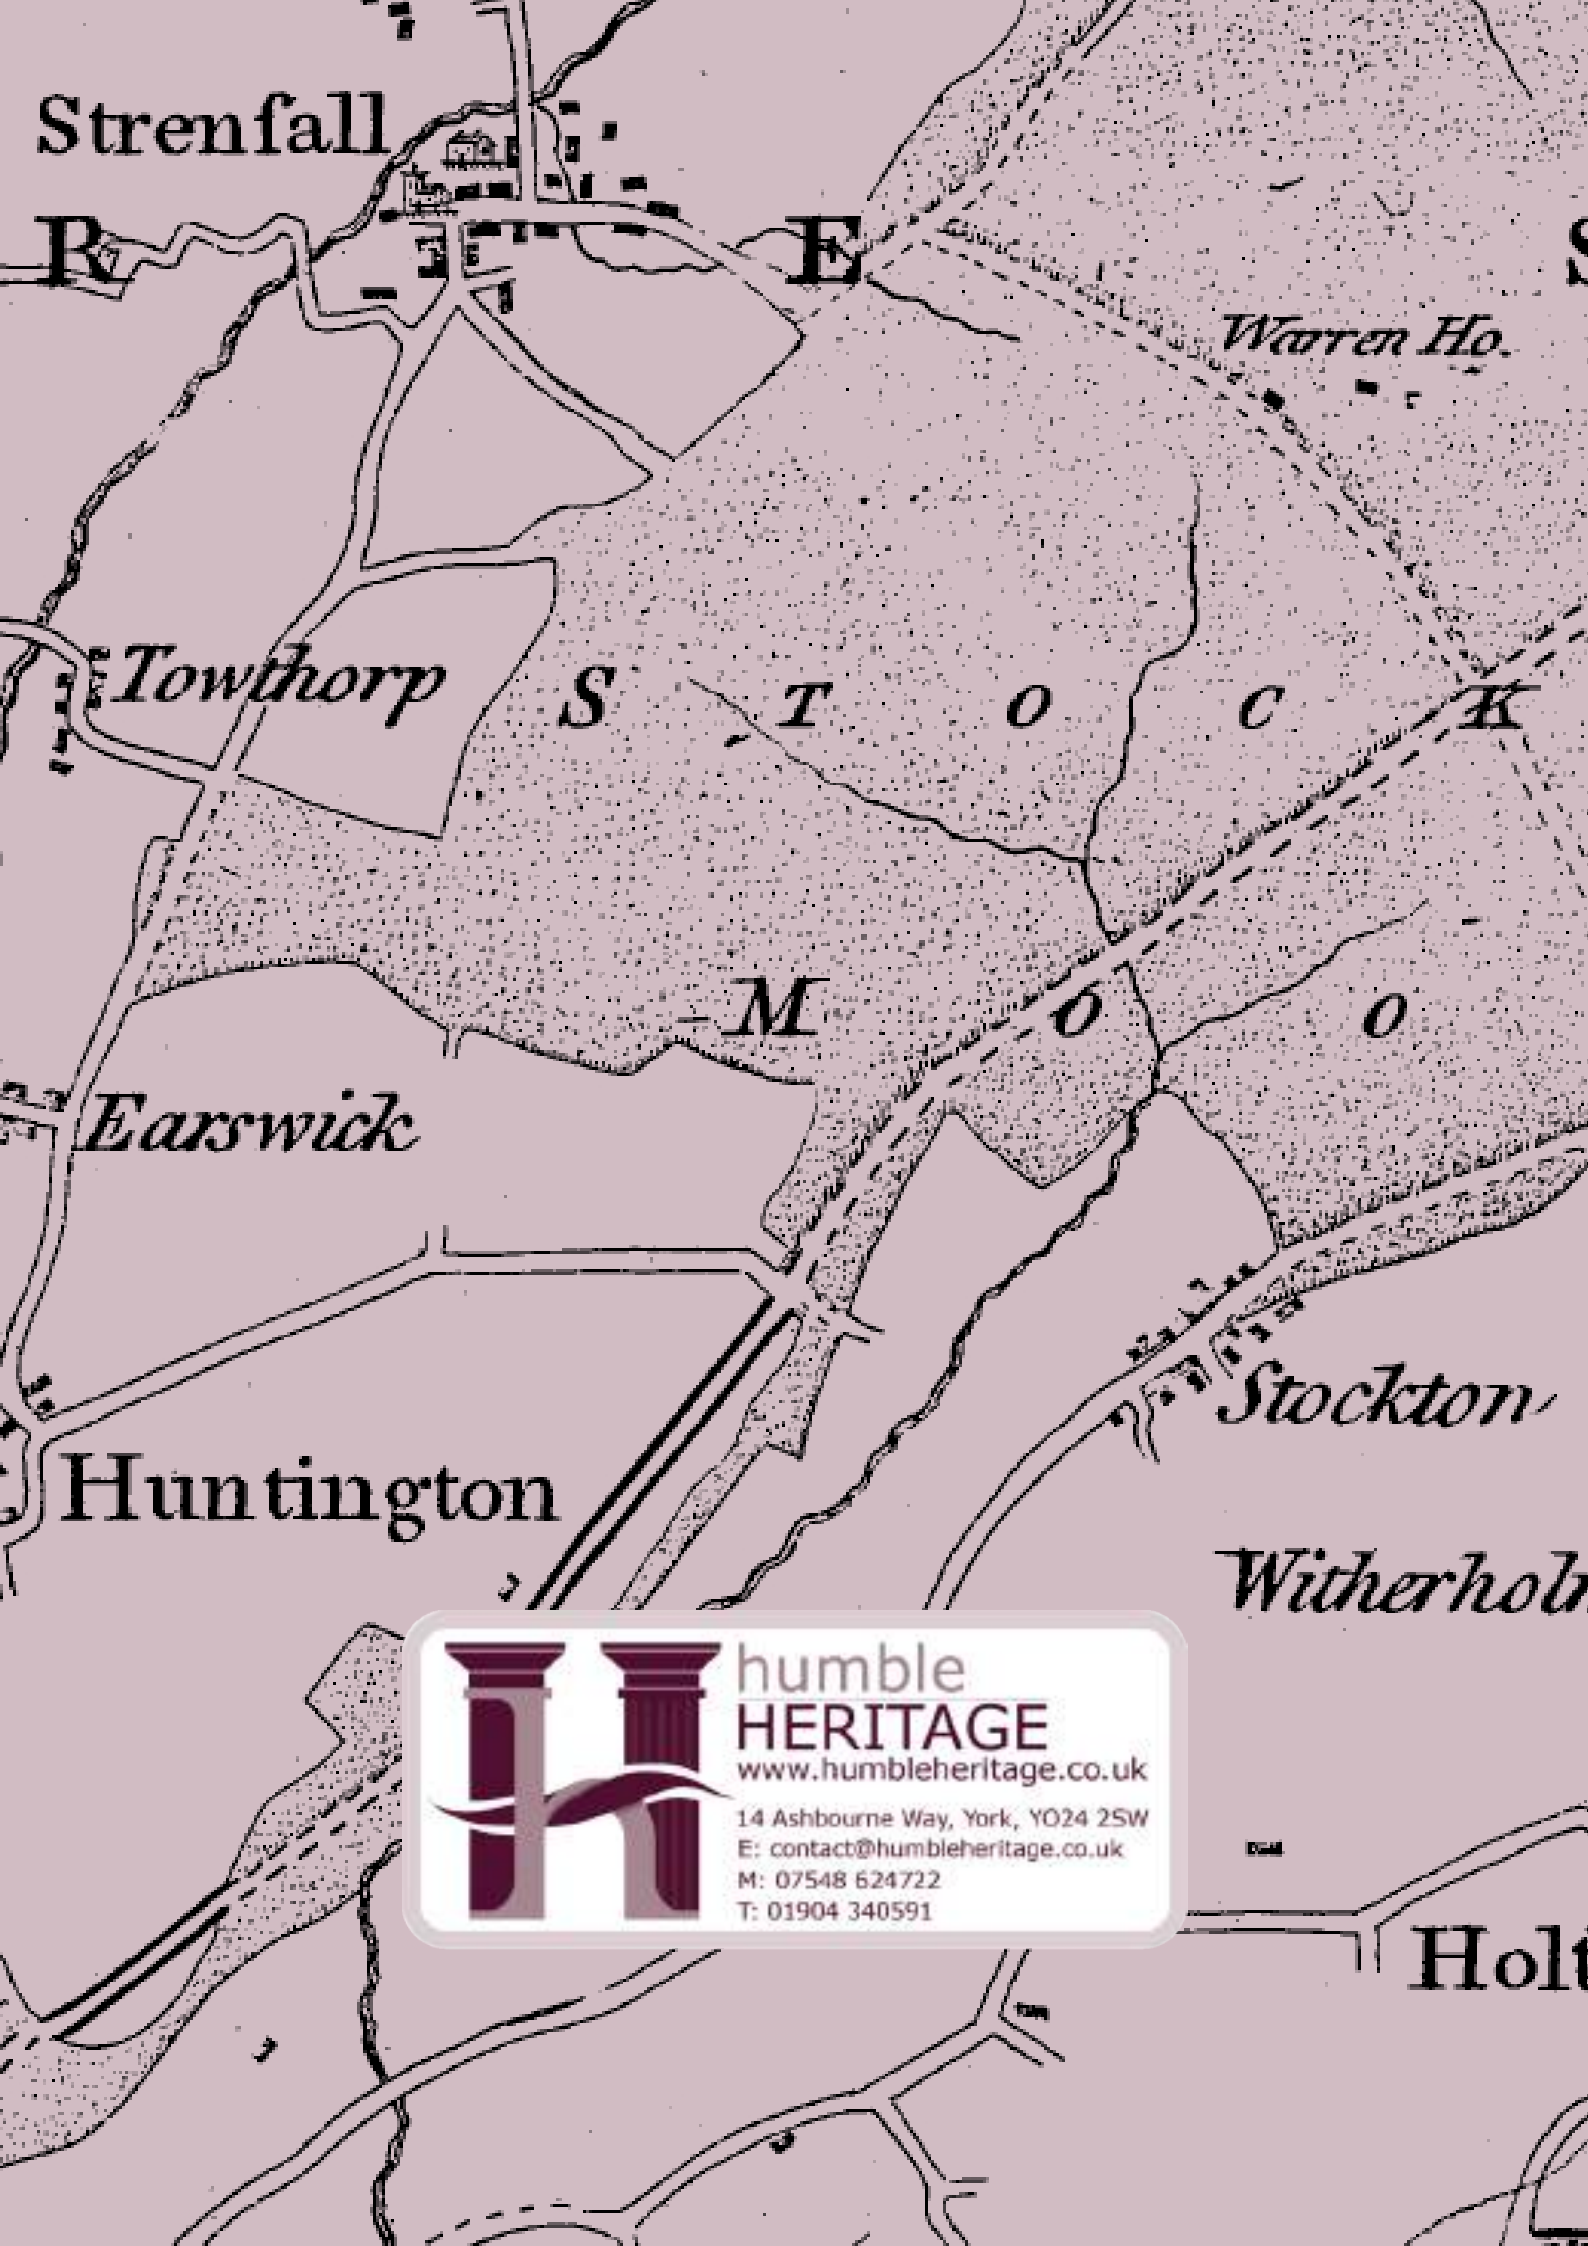 Strenfall
R E S
Warren Ho.
Towthorp
S T O C K
M O O
Earswick
Stockton
Huntington
Witherhol
humble
HERITAGE
www.humbleheritage.co.uk
14 Ashbourne Way, York, YO24 2SW
E: contact@humbleheritage.co.uk
M: 07548 624722
T: 01904 340591
Holt